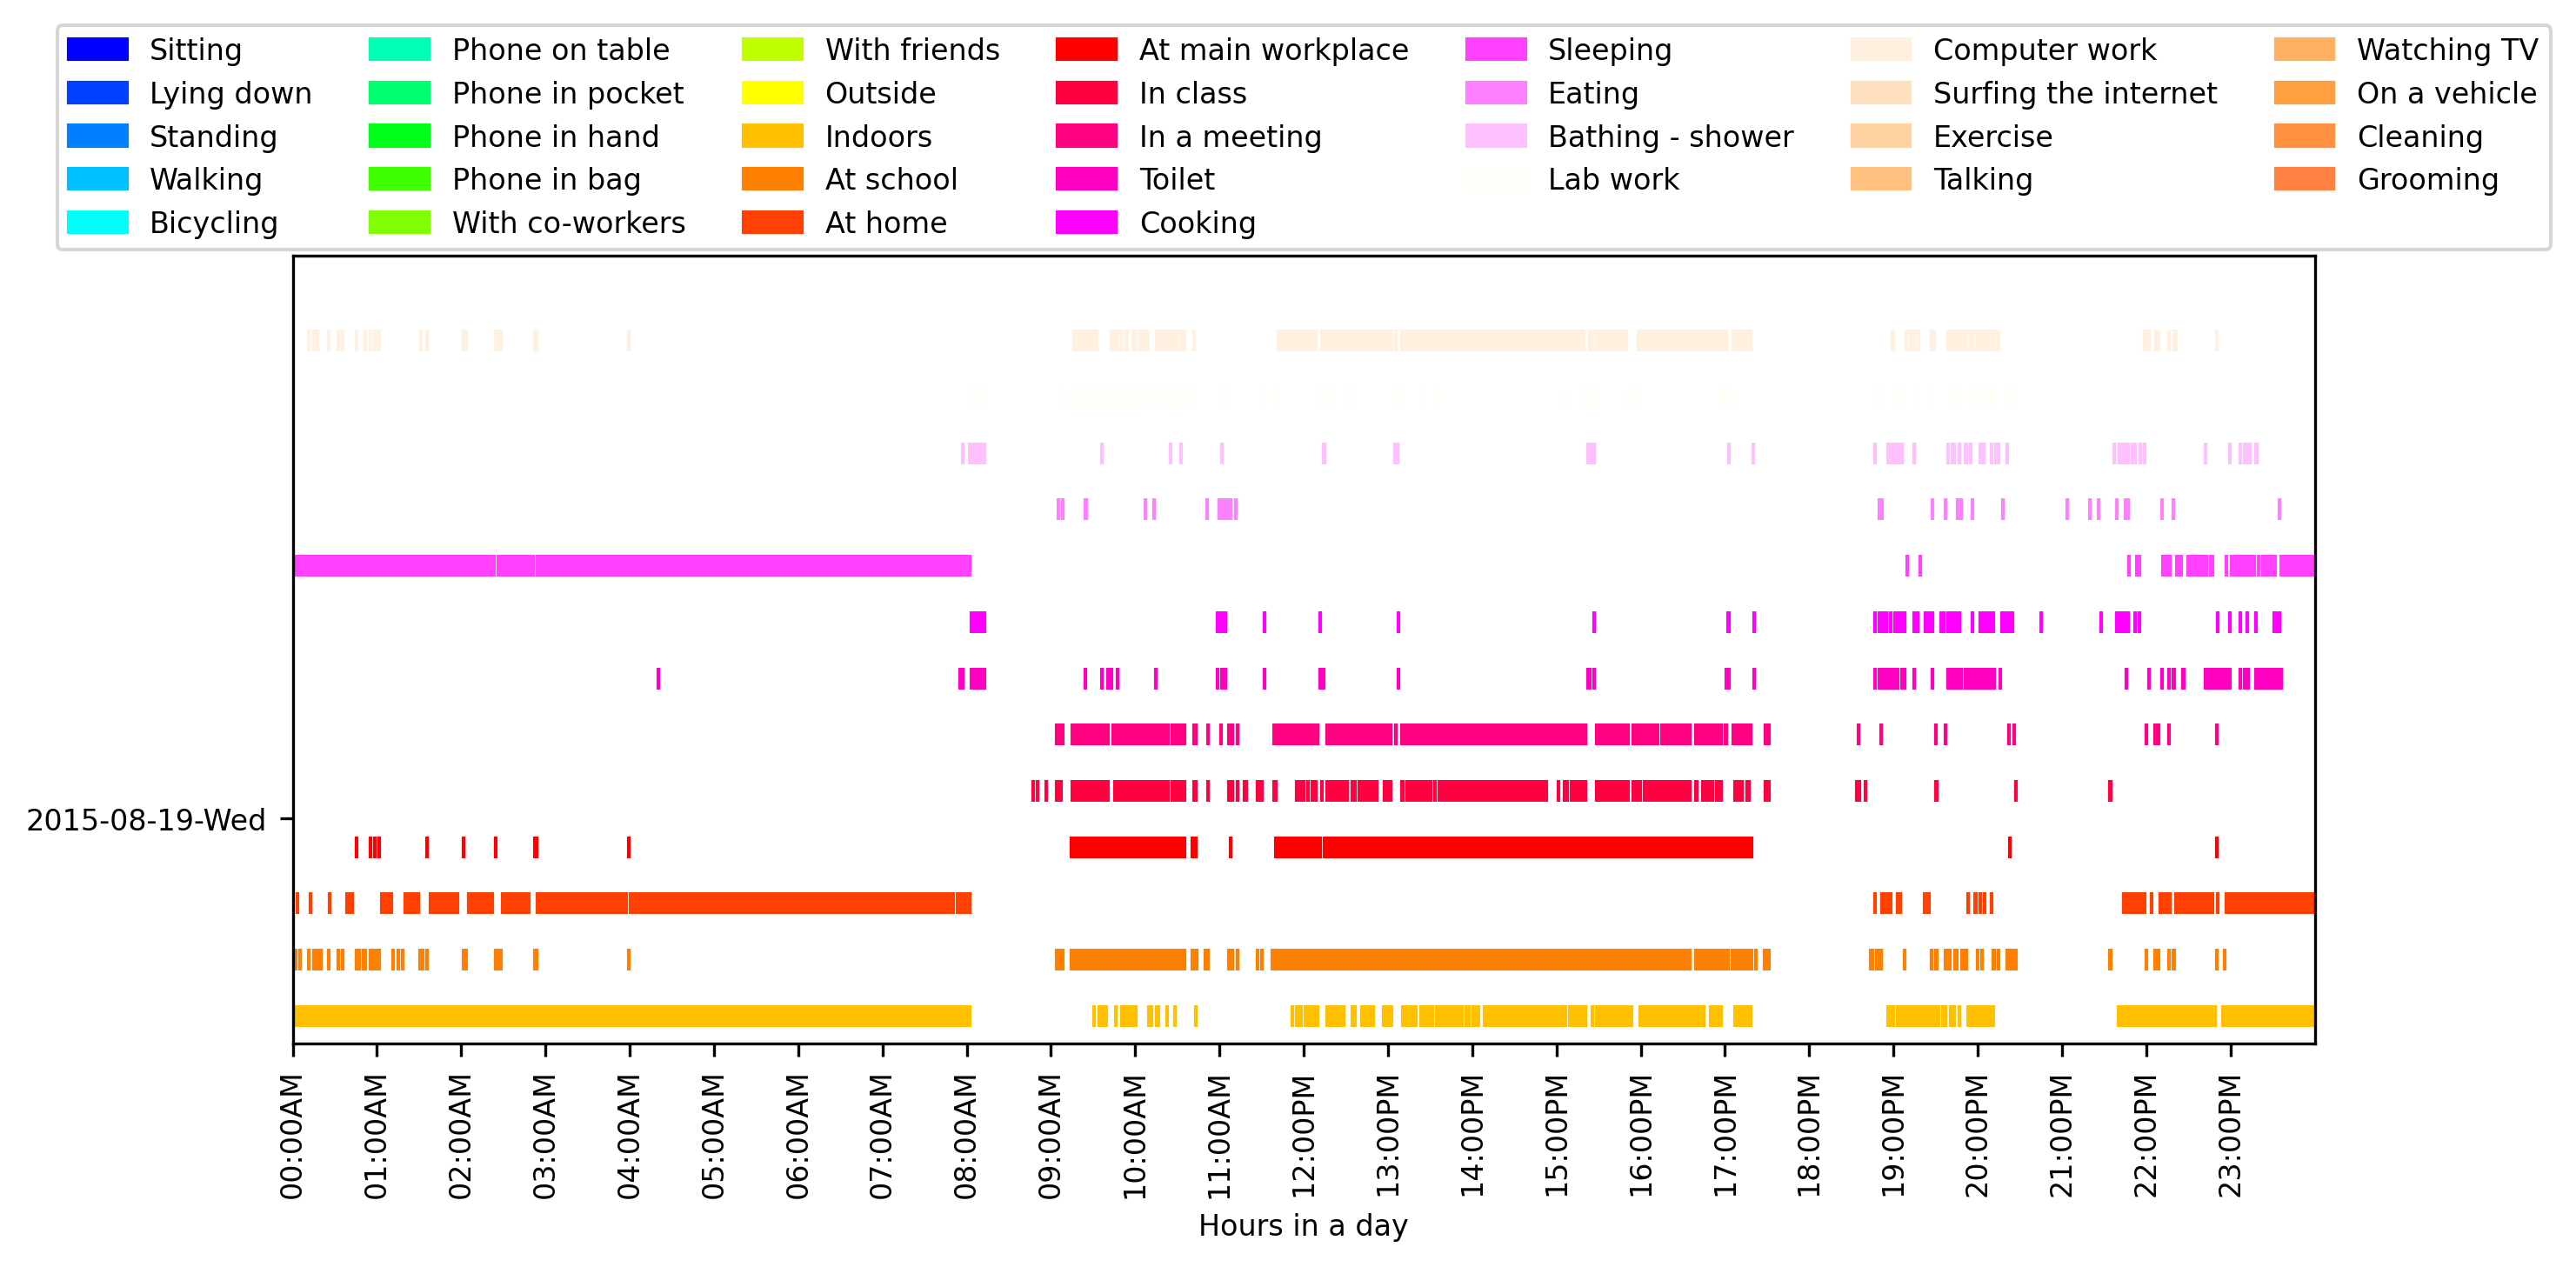 Sitting
Lying down
Standing
Walking
Bicycling
Phone on table
Phone in pocket
Phone in hand
Phone in bag
With co-workers
With friends
Outside
Indoors
At school
At home
At main workplace
In class
In a meeting
Toilet
Cooking
Sleeping
Eating
Bathing - shower
Lab work
Computer work
Surfing the internet
Exercise
Talking
Watching TV
On a vehicle
Cleaning
Grooming
2015-08-19-Wed
00:00AM
01:00AM
02:00AM
03:00AM
04:00AM
05:00AM
06:00AM
07:00AM
08:00AM
09:00AM
10:00AM
11:00AM
12:00PM
13:00PM
14:00PM
15:00PM
16:00PM
17:00PM
18:00PM
19:00PM
20:00PM
21:00PM
22:00PM
23:00PM
Hours in a day